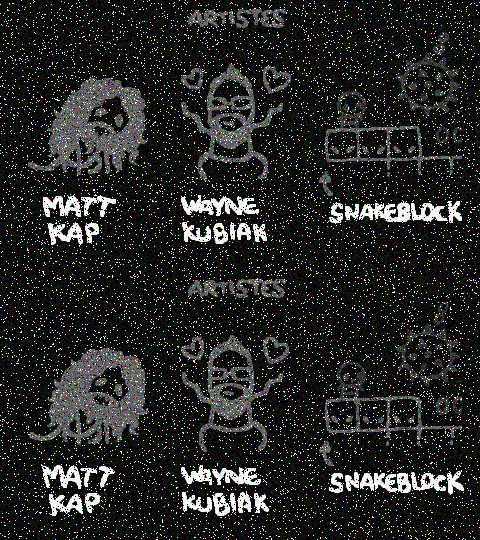 ARTISTES
MATT
KAP
WAYNE
KUBIAK
SNAKEBLOCK
ARTISTES
MATT
KAP
WAYNE
KUBIAK
SNAKEBLOCK